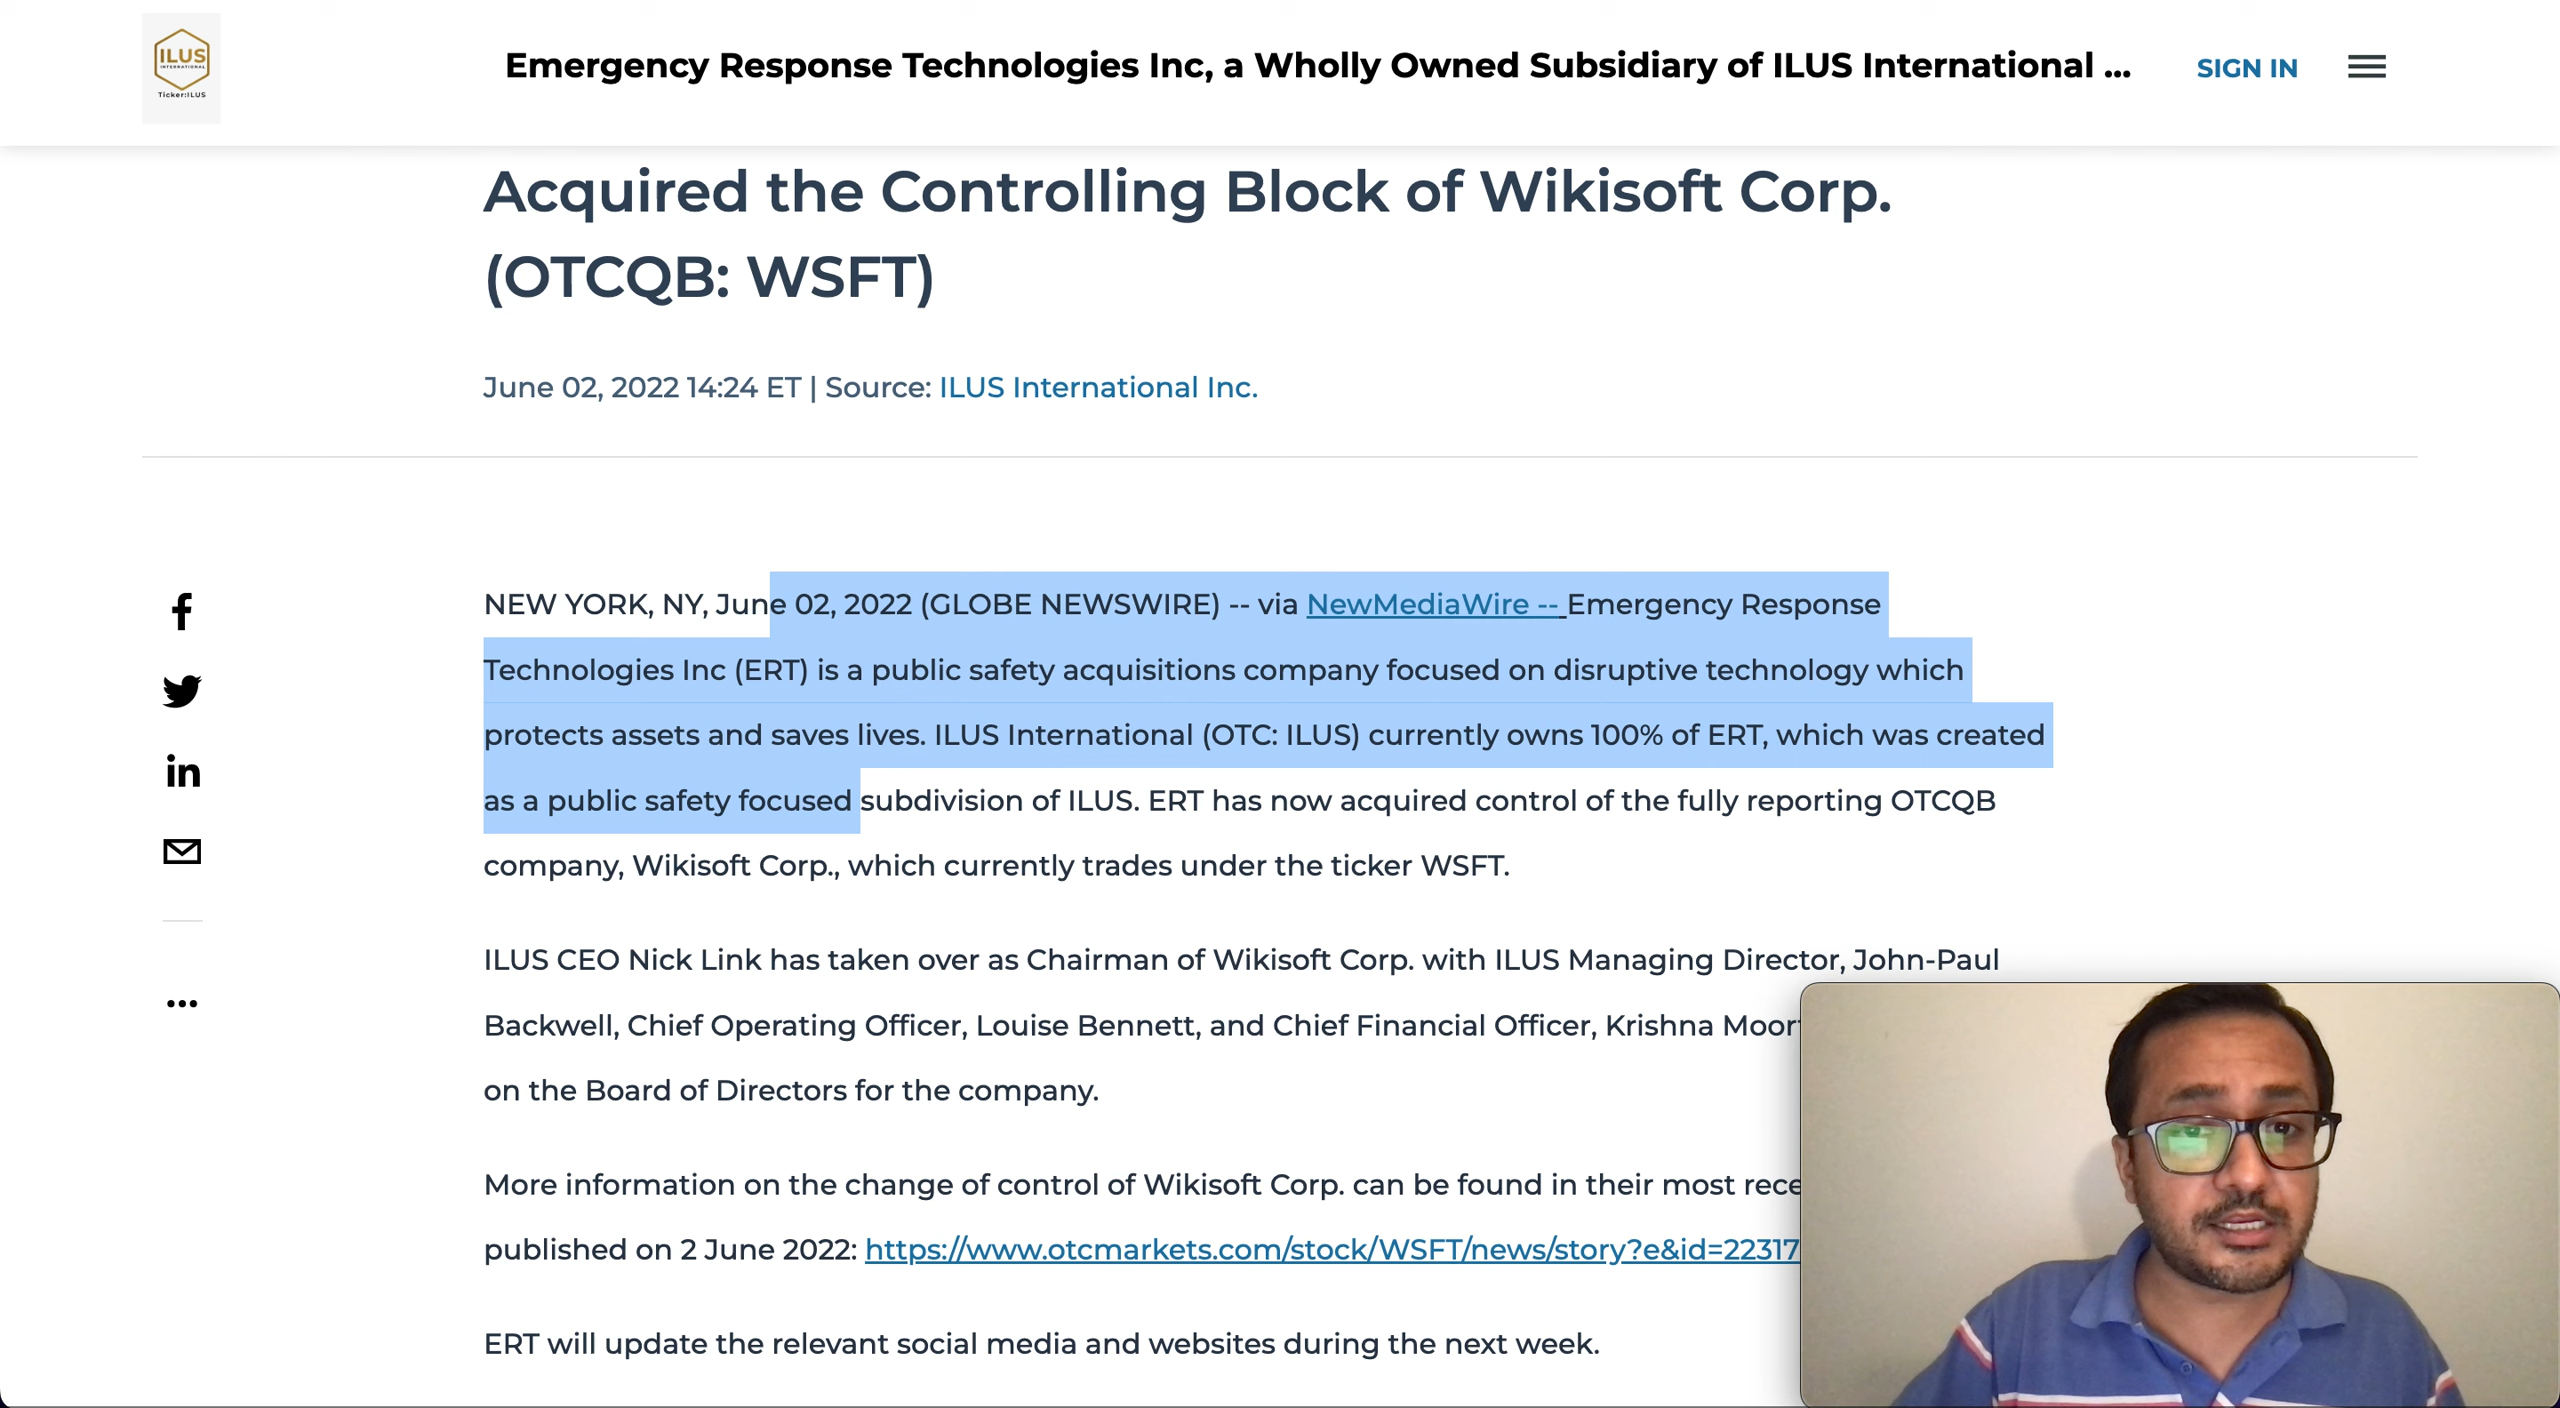 ILUS
INTERNATIONAL
Ticker:ILUS
Emergency Response Technologies Inc, a Wholly Owned Subsidiary of ILUS International ...
SIGN IN
Acquired the Controlling Block of Wikisoft Corp.
(OTCQB: WSFT)
June 02, 2022 14:24 ET | Source: ILUS International Inc.
NEW YORK, NY, June 02, 2022 (GLOBE NEWSWIRE) -- via NewMediaWire -- Emergency Response
Technologies Inc (ERT) is a public safety acquisitions company focused on disruptive technology which
protects assets and saves lives. ILUS International (OTC: ILUS) currently owns 100% of ERT, which was created
as a public safety focused subdivision of ILUS. ERT has now acquired control of the fully reporting OTCQB
company, Wikisoft Corp., which currently trades under the ticker WSFT.
ILUS CEO Nick Link has taken over as Chairman of Wikisoft Corp. with ILUS Managing Director, John-Paul
Backwell, Chief Operating Officer, Louise Bennett, and Chief Financial Officer, Krishna
on the Board of Directors for the company.
More information on the change of control of Wikisoft Corp. can be found in their most
published on 2 June 2022: https://www.otcmarkets.com/stock/WSFT/news/story?e&id=22317
ERT will update the relevant social media and websites during the next week.